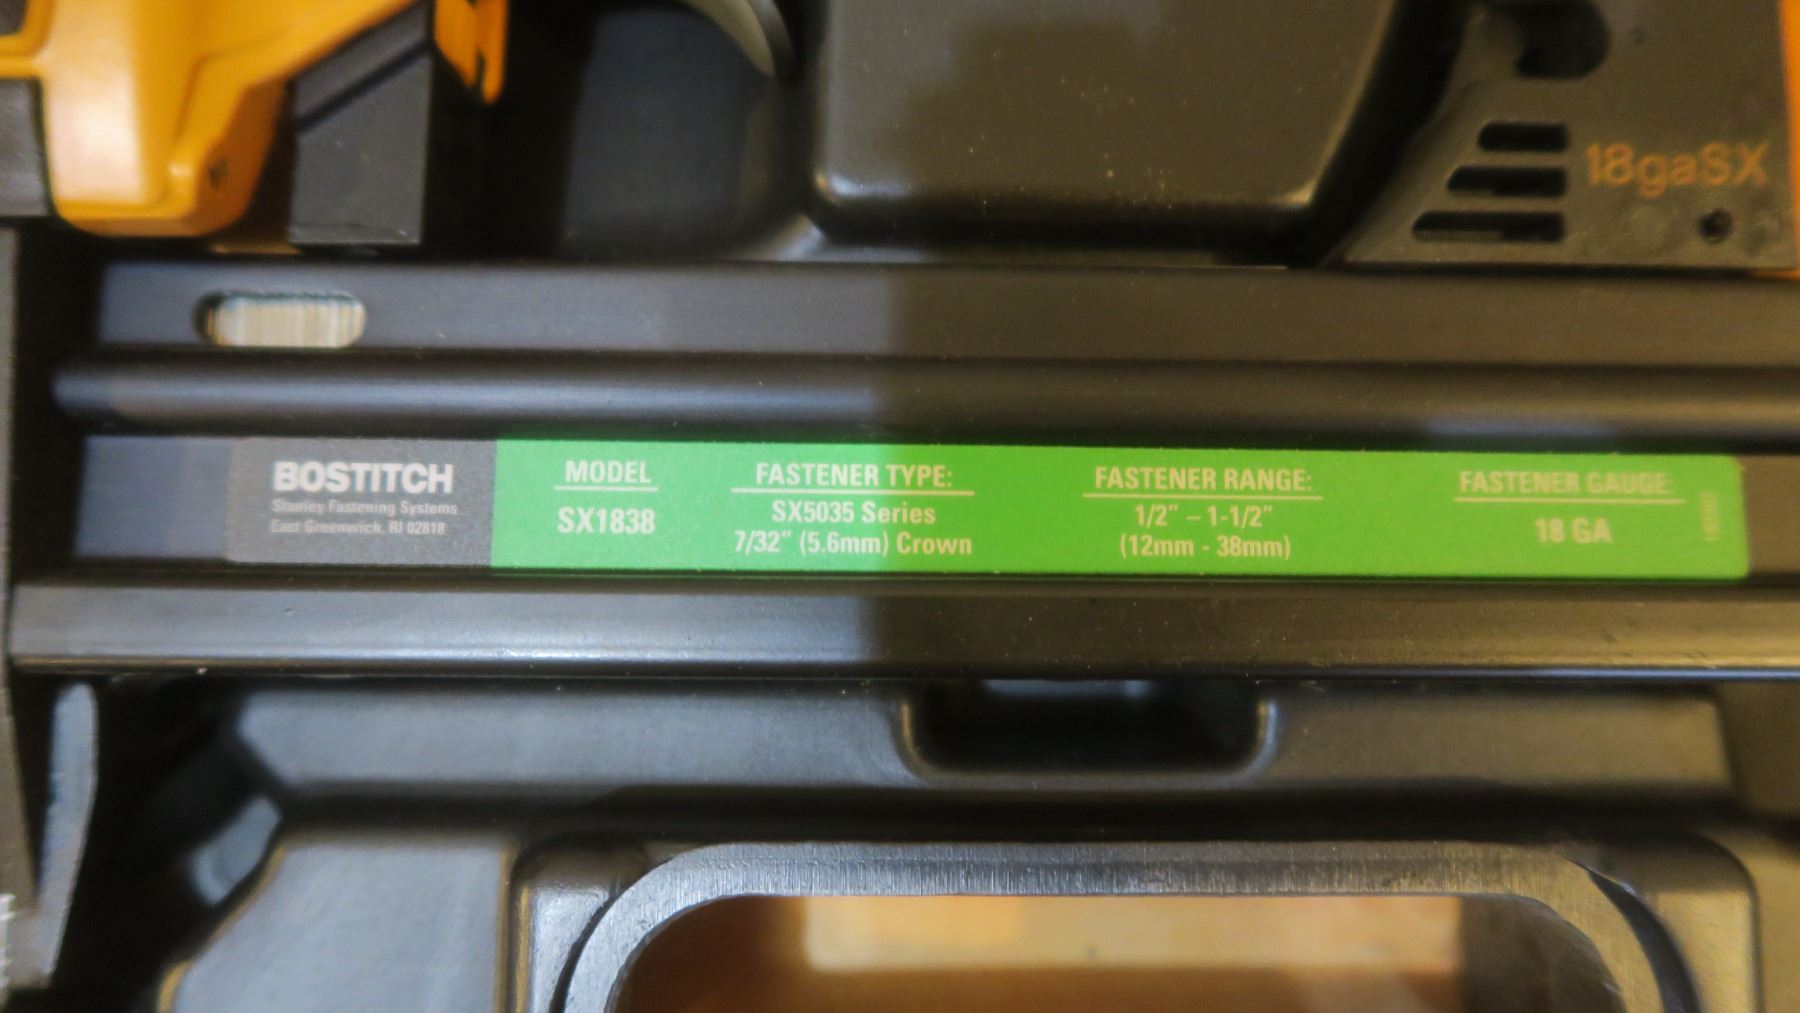 18gaSX
BOSTITCH
Stanley Fastening Systems
East Greenwich, RI 02818
MODEL
SX1838
FASTENER TYPE:
SX5035 Series
7/32" (5.6mm) Crown
FASTENER RANGE:
1/2" – 1-1/2"
(12mm - 38mm)
FASTENER GAUGE:
18 GA